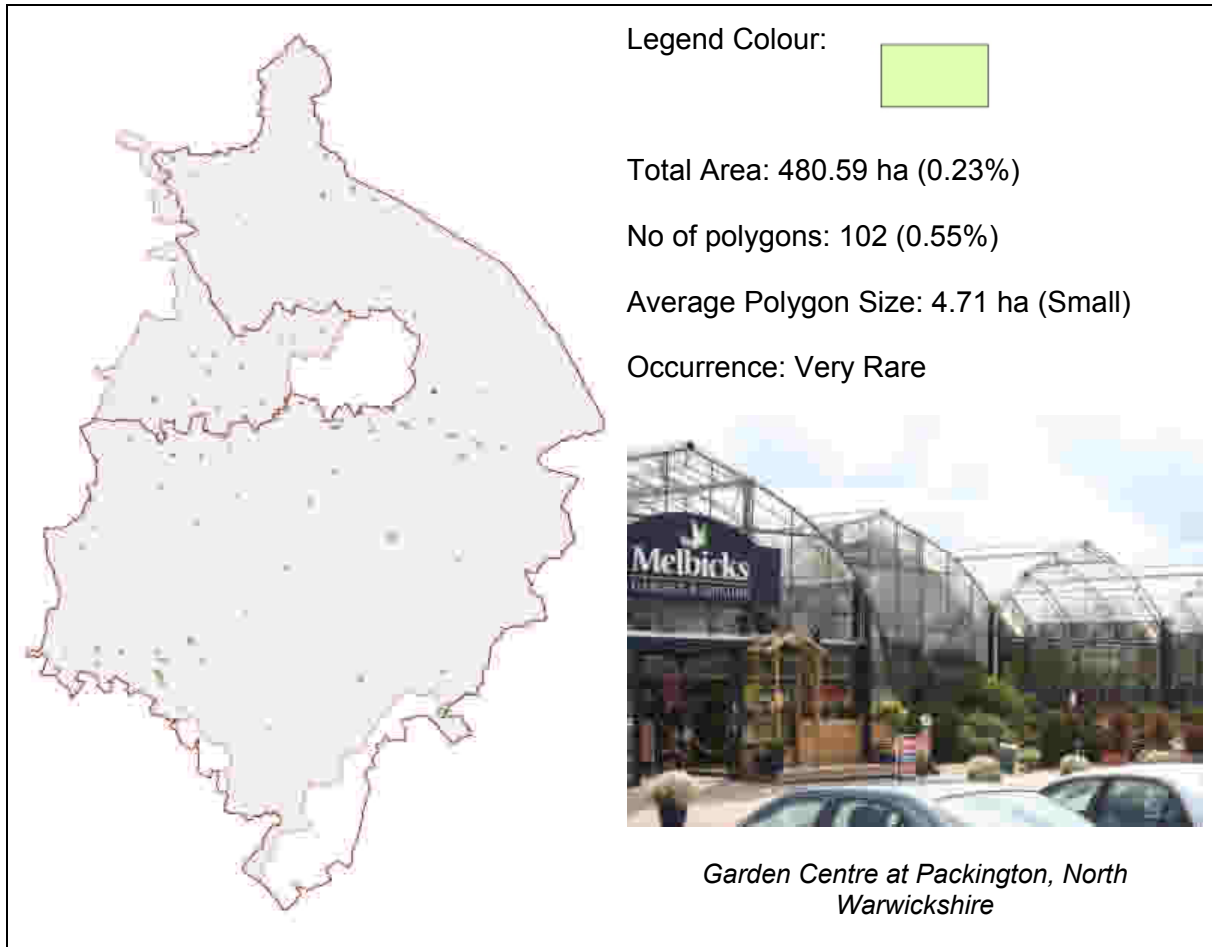 Legend Colour:
Total Area: 480.59 ha (0.23%)
No of polygons: 102 (0.55%)
Average Polygon Size: 4.71 ha (Small)
Occurrence: Very Rare
Melbicks
Garden Centre at Packington, North
Warwickshire